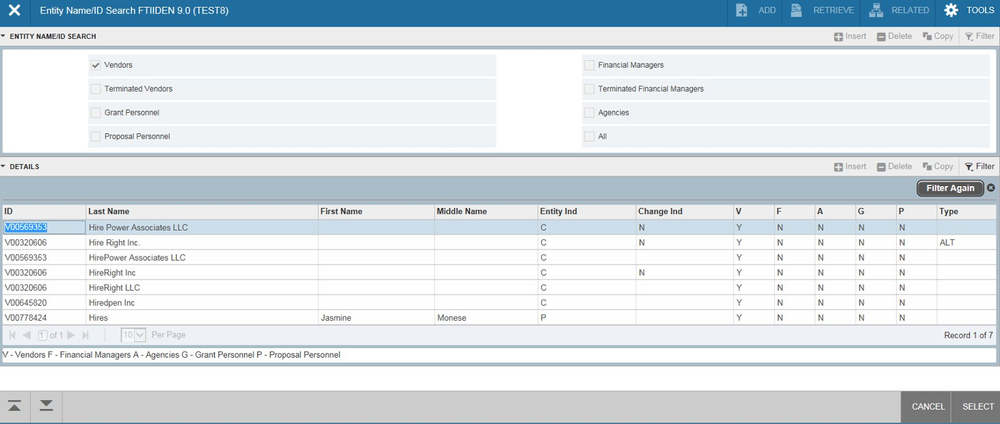 Entity Name/ID Search FTIIDEN 9.0 (TEST8) ADD RETRIEVE RELATED TOOLS
ENTITY NAME/ID SEARCH Insert Delete Copy Filter
Vendors Financial Managers
Terminated Vendors Terminated Financial Managers
Grant Personnel Agencies
Proposal Personnel All
DETAILS Insert Delete Copy Filter
Filter Again
ID Last Name First Name Middle Name Entity Ind Change Ind V F A G P Type
V00569353 Hire Power Associates LLC C N Y N N N N
V00320606 Hire Right Inc. C N Y N N N N ALT
V00569353 HirePower Associates LLC C Y N N N N
V00320606 HireRight Inc C N Y N N N N
V00320606 HireRight LLC C Y N N N N
V00645820 Hiredpen Inc C Y N N N N
V00778424 Hires Jasmine Monese P Y N N N N
1 of 1 10 Per Page Record 1 of 7
V - Vendors F - Financial Managers A - Agencies G - Grant Personnel P - Proposal Personnel
CANCEL SELECT